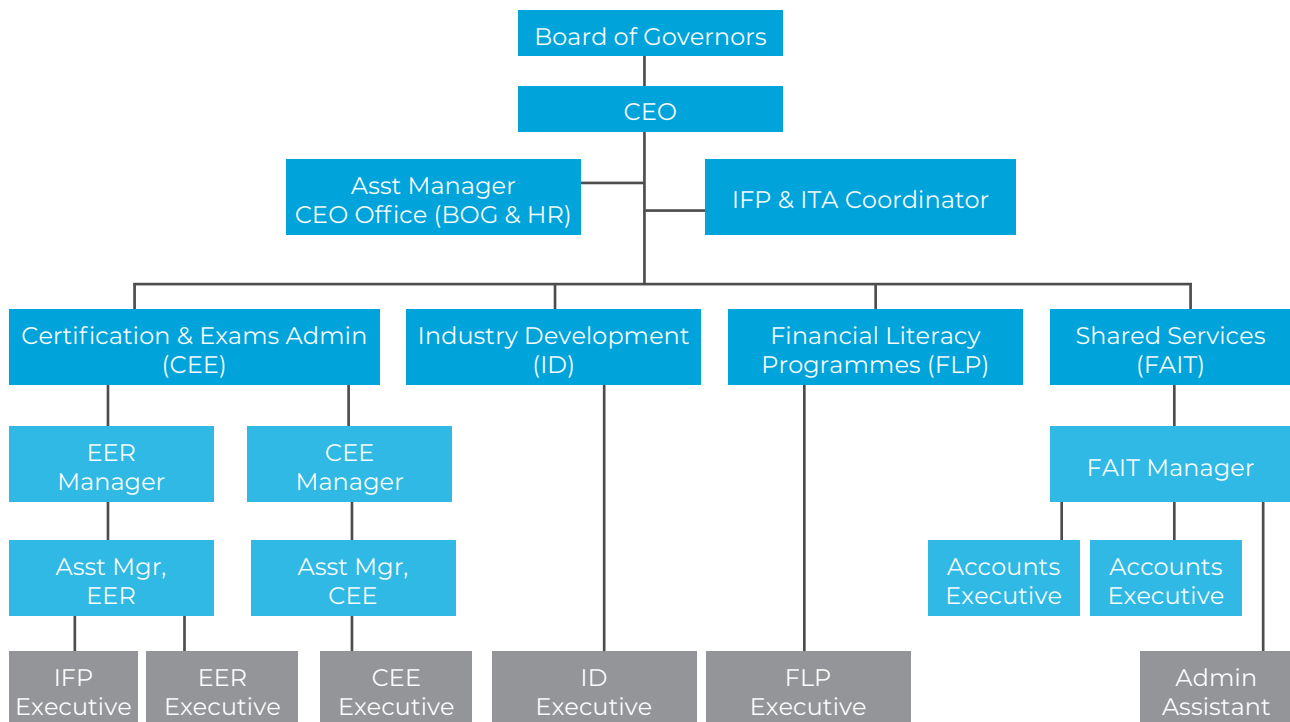 Board of Governors
CEO
Asst Manager
CEO Office (BOG & HR)
IFP & ITA Coordinator
Certification & Exams Admin
(CEE)
Industry Development
(ID)
Financial Literacy
Programmes (FLP)
Shared Services
(FAIT)
EER
Manager
CEE
Manager
FAIT Manager
Asst Mgr,
EER
Asst Mgr,
CEE
Accounts
Executive
Accounts
Executive
IFP
Executive
EER
Executive
CEE
Executive
ID
Executive
FLP
Executive
Admin
Assistant